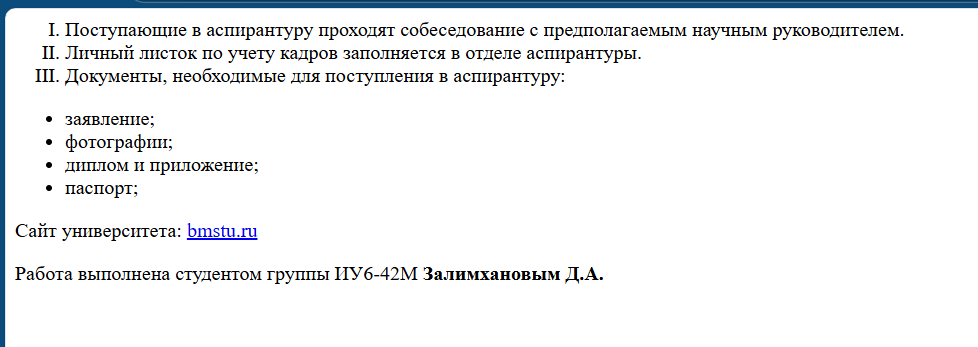 I. Поступающие в аспирантуру проходят собеседование с предполагаемым научным руководителем.
II. Личный листок по учету кадров заполняется в отделе аспирантуры.
III. Документы, необходимые для поступления в аспирантуру:
• заявление;
• фотографии;
• диплом и приложение;
• паспорт;
Сайт университета: bmstu.ru
Работа выполнена студентом группы ИУ6-42М Залимхановым Д.А.